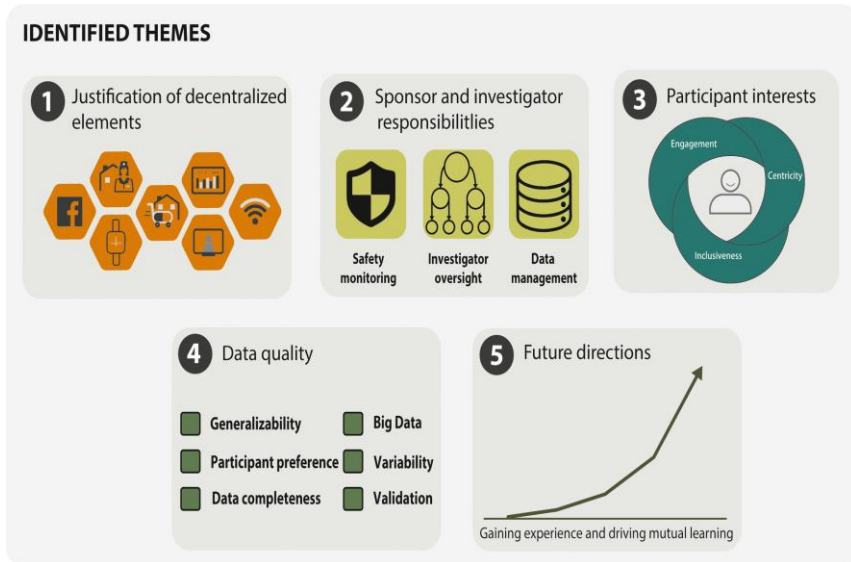 IDENTIFIED THEMES
1
Justification of decentralized
elements
2
Sponsor and investigator
responsibilitlies
Safety
monitoring
Investigator
oversight
Data
management
3
Participant interests
Engagement
Centricity
Inclusiveness
4
Data quality
Generalizability
Participant preference
Data completeness
Big Data
Variability
Validation
5
Future directions
Gaining experience and driving mutual learning